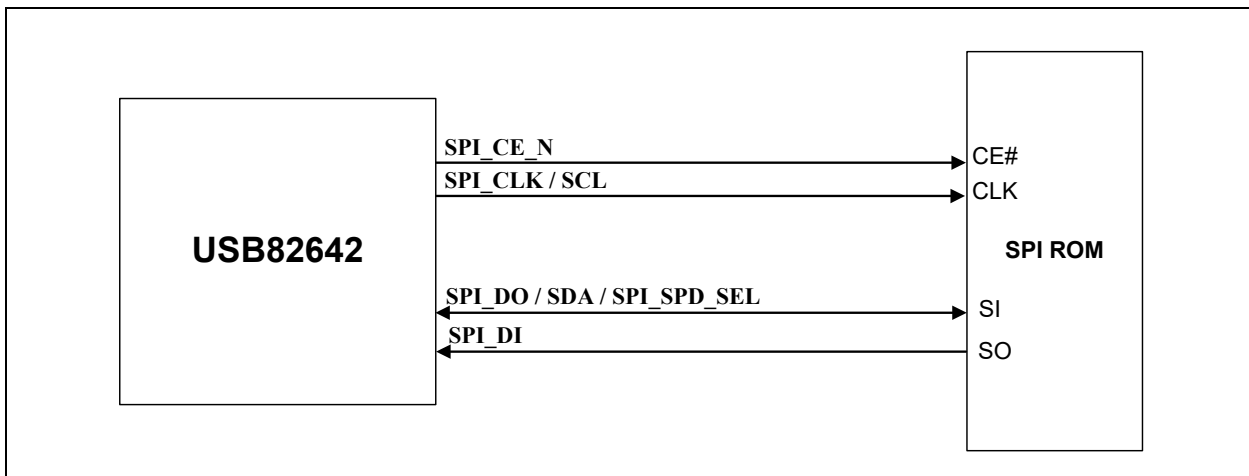 SPI_CE_N
CE#
SPI_CLK / SCL
CLK
USB82642
SPI ROM
SPI_DO / SDA / SPI_SPD_SEL
SI
SPI_DI
SO